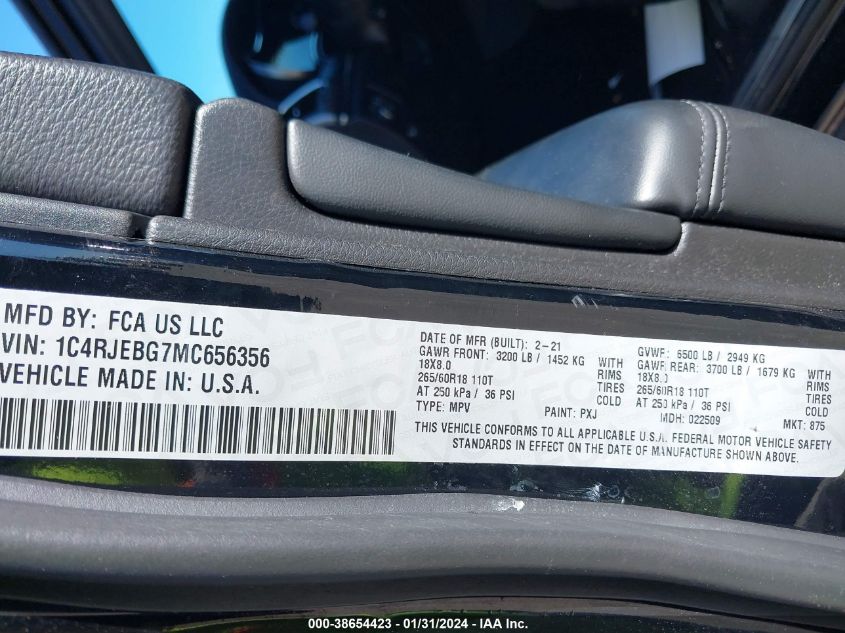 MFD BY: FCA US LLC
VIN: 1C4RJEBG7MC656356
VEHICLE MADE IN: U.S.A.
DATE OF MFR (BUILT): 2-21 GVWR: 6500 LB / 2949 KG
GAWR FRONT: 3200 LB / 1452 KG WITH GAWR REAR: 3700 LB / 1679 KG WITH
18X8.0 RIMS 18X8.0 RIMS
265/60R18 110T TIRES 265/60R18 110T TIRES
AT 250 kPa / 36 PSI COLD AT 250 kPa / 36 PSI COLD
TYPE: MPV PAINT: PXJ MDH: 022509 MKT: 875
THIS VEHICLE CONFORMS TO ALL APPLICABLE U.S.A. FEDERAL MOTOR VEHICLE SAFETY
STANDARDS IN EFFECT ON THE DATE OF MANUFACTURE SHOWN ABOVE.
000-38654423 - 01/31/2024 - IAA Inc.